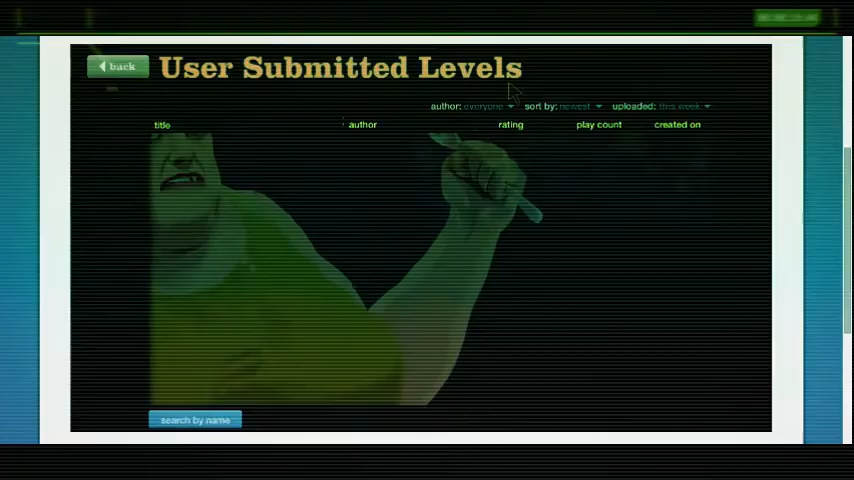 back
User Submitted Levels
author: everyone sort by: newest uploaded: this week
title author rating play count created on
search by name